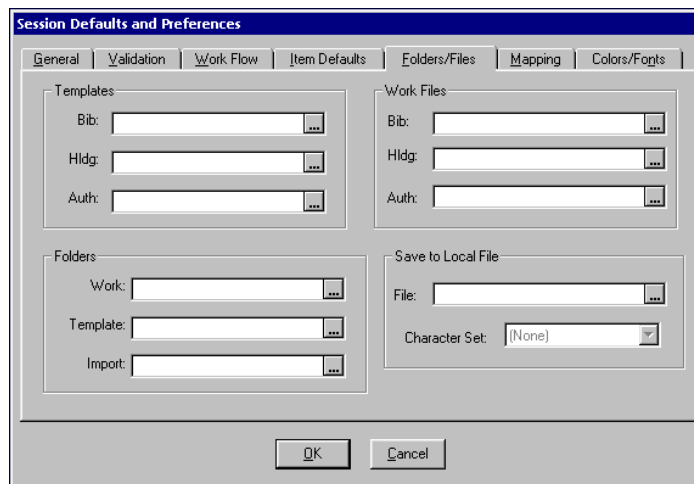 Session Defaults and Preferences
General Validation Work Flow Item Defaults Folders/Files Mapping Colors/Fonts
Templates
Bib: ...
Hldg: ...
Auth: ...
Work Files
Bib: ...
Hldg: ...
Auth: ...
Folders
Work: ...
Template: ...
Import: ...
Save to Local File
File: ...
Character Set: (None)
OK Cancel